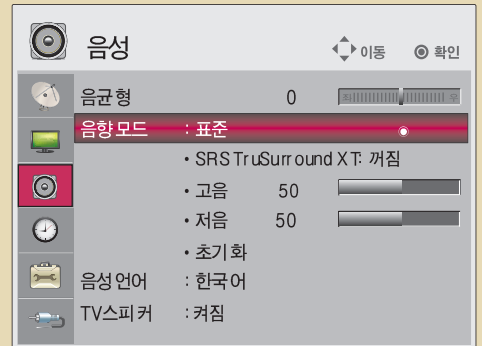 음성 이동 확인
음균형 0 좌 우
음향 모드 : 표준
• SRS TruSurround XT: 꺼짐
• 고음 50
• 저음 50
• 초기화
음성언어 : 한국어
TV스피커 : 켜짐